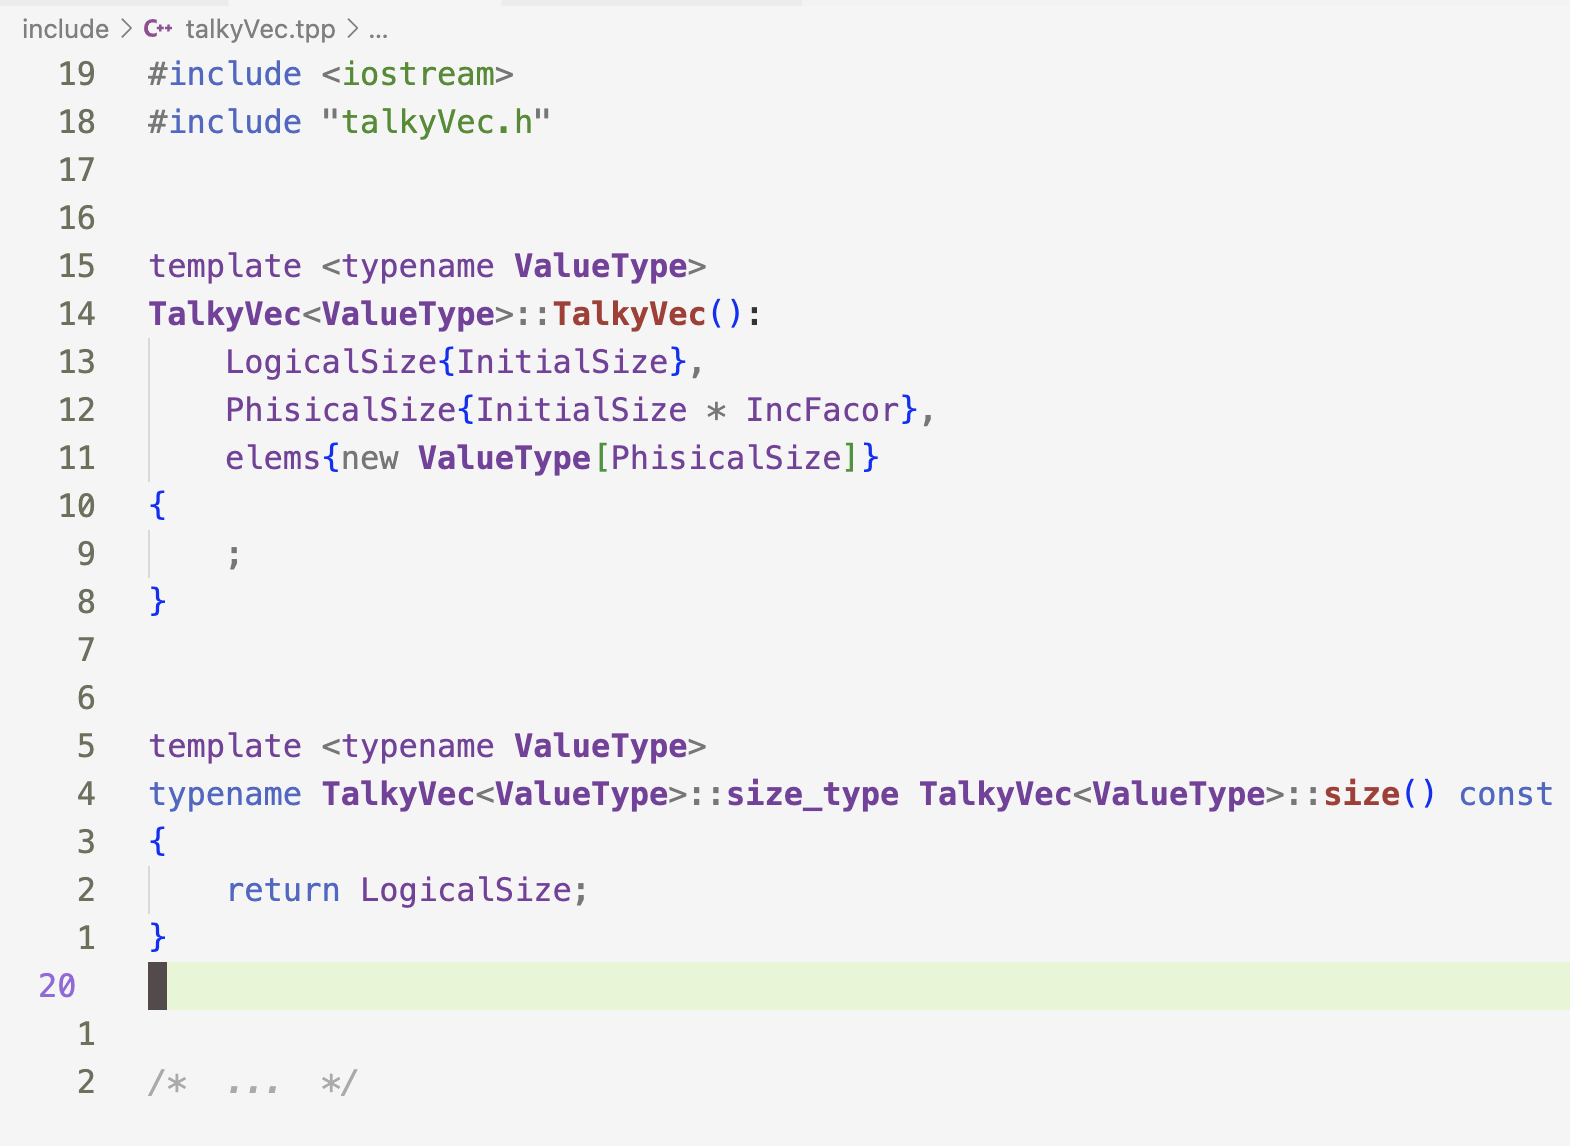 include > C++ talkyVec.tpp > ...
19 #include <iostream>
18 #include "talkyVec.h"
17
16
15 template <typename ValueType>
14 TalkyVec<ValueType>::TalkyVec():
13     LogicalSize{InitialSize},
12     PhisicalSize{InitialSize * IncFacor},
11     elems{new ValueType[PhisicalSize]}
10 {
9     ;
8 }
7
6
5 template <typename ValueType>
4 typename TalkyVec<ValueType>::size_type TalkyVec<ValueType>::size() const
3 {
2     return LogicalSize;
1 }
20
1
2 /*  ...  */